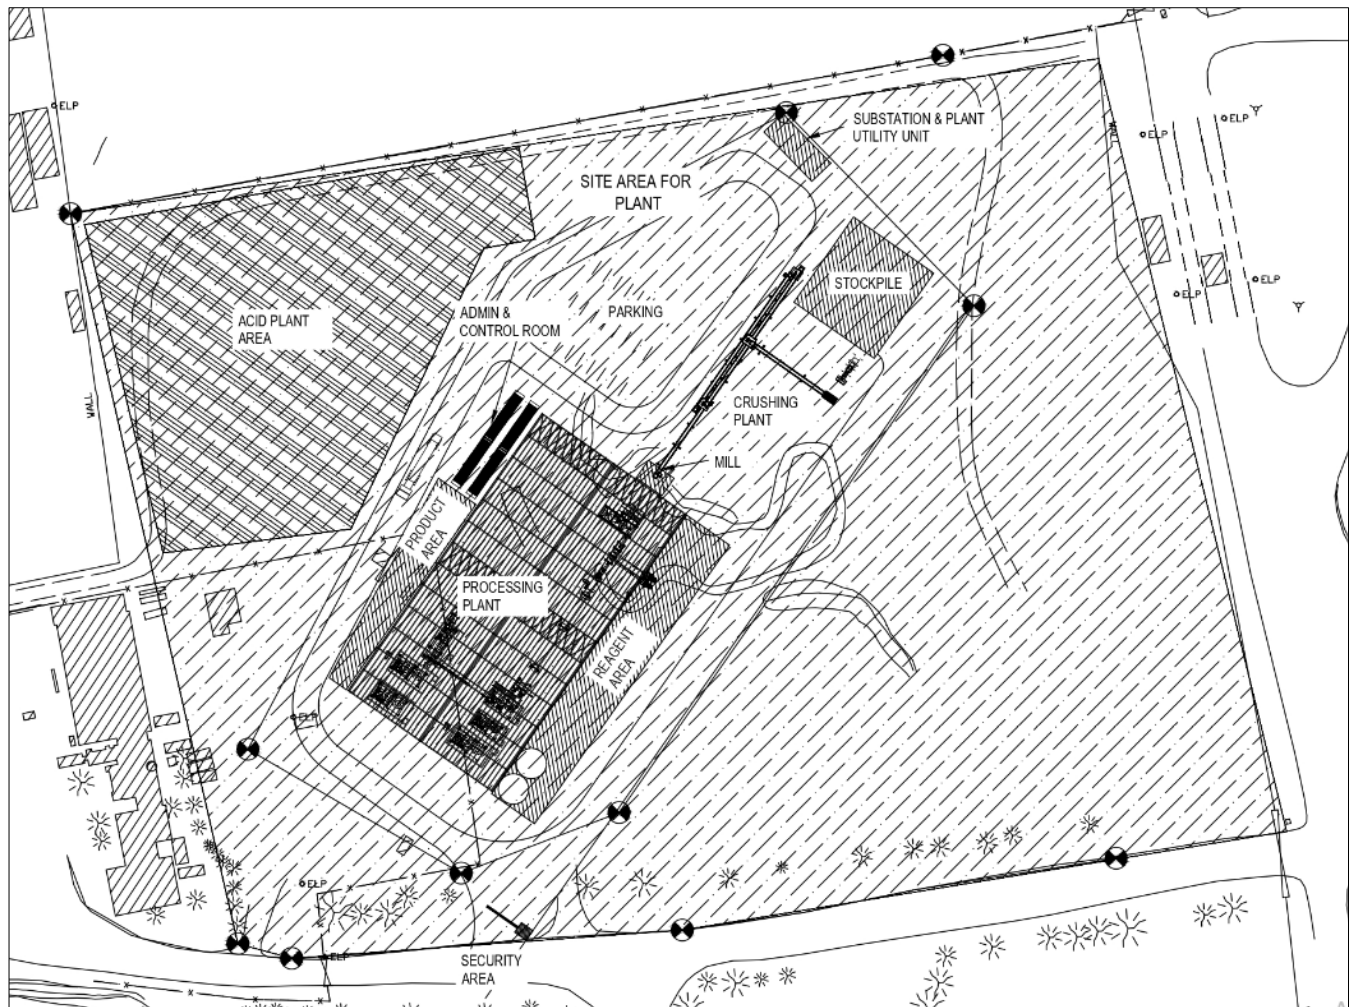 ELP
SUBSTATION & PLANT
UTILITY UNIT
ELP
ELP
WALL
SITE AREA FOR
PLANT
STOCKPILE
ELP
ELP
ADMIN &
CONTROL ROOM
PARKING
ACID PLANT
AREA
WALL
CRUSHING
PLANT
MILL
PRODUCT
AREA
PROCESSING
PLANT
REAGENT
AREA
ELP
ELP
ELP
SECURITY
AREA